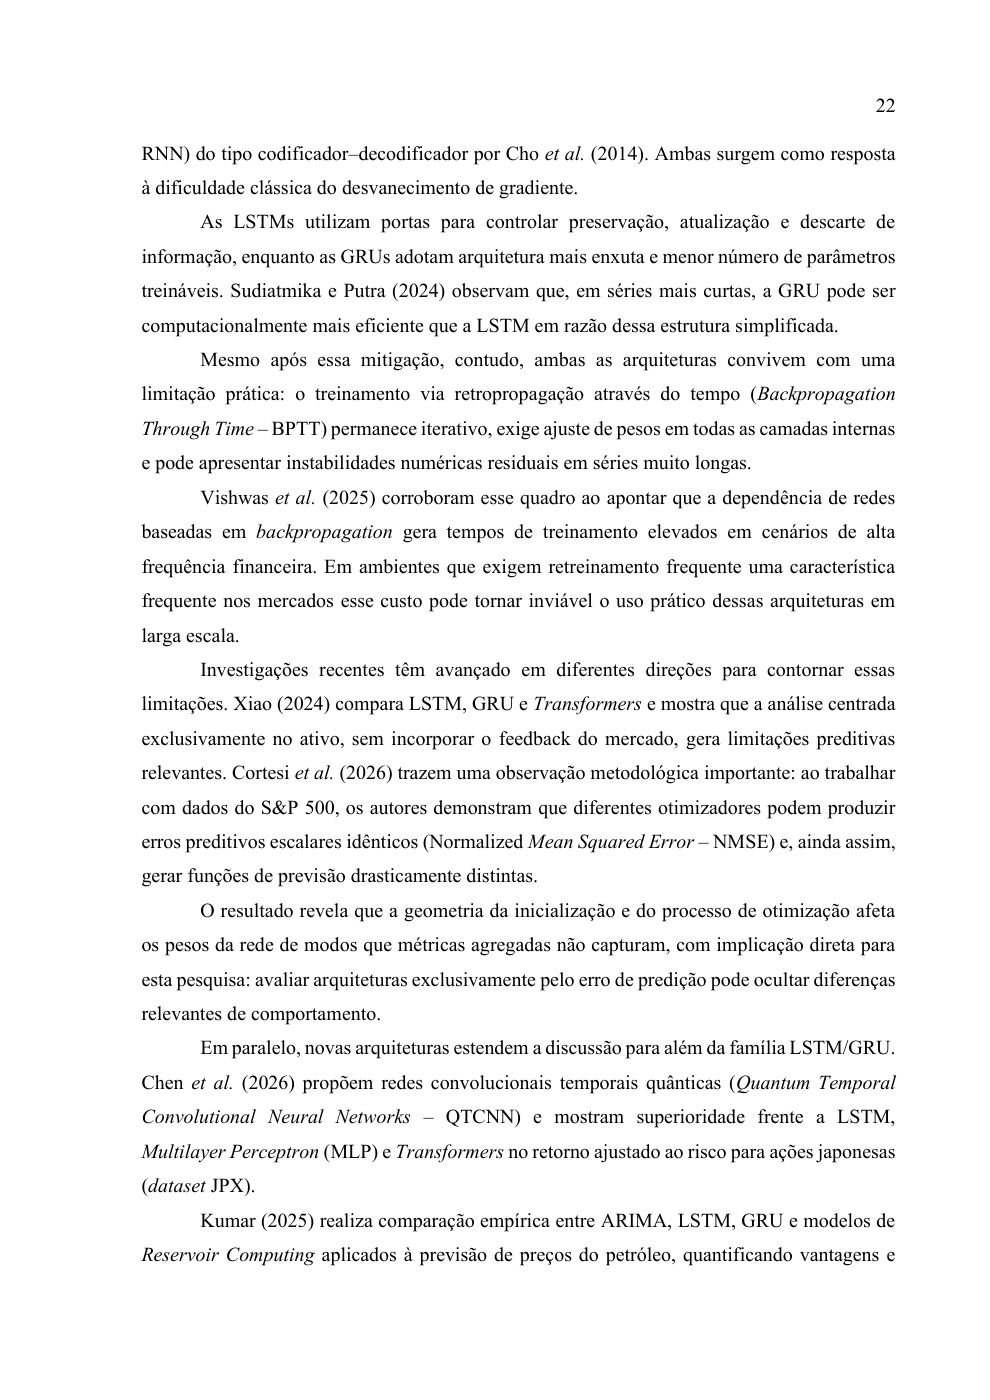 22
RNN) do tipo codificador–decodificador por Cho et al. (2014). Ambas surgem como resposta
à dificuldade clássica do desvanecimento de gradiente.
As LSTMs utilizam portas para controlar preservação, atualização e descarte de
informação, enquanto as GRUs adotam arquitetura mais enxuta e menor número de parâmetros
treináveis. Sudiatmika e Putra (2024) observam que, em séries mais curtas, a GRU pode ser
computacionalmente mais eficiente que a LSTM em razão dessa estrutura simplificada.
Mesmo após essa mitigação, contudo, ambas as arquiteturas convivem com uma
limitação prática: o treinamento via retropropagação através do tempo (Backpropagation
Through Time – BPTT) permanece iterativo, exige ajuste de pesos em todas as camadas internas
e pode apresentar instabilidades numéricas residuais em séries muito longas.
Vishwas et al. (2025) corroboram esse quadro ao apontar que a dependência de redes
baseadas em backpropagation gera tempos de treinamento elevados em cenários de alta
frequência financeira. Em ambientes que exigem retreinamento frequente uma característica
frequente nos mercados esse custo pode tornar inviável o uso prático dessas arquiteturas em
larga escala.
Investigações recentes têm avançado em diferentes direções para contornar essas
limitações. Xiao (2024) compara LSTM, GRU e Transformers e mostra que a análise centrada
exclusivamente no ativo, sem incorporar o feedback do mercado, gera limitações preditivas
relevantes. Cortesi et al. (2026) trazem uma observação metodológica importante: ao trabalhar
com dados do S&P 500, os autores demonstram que diferentes otimizadores podem produzir
erros preditivos escalares idênticos (Normalized Mean Squared Error – NMSE) e, ainda assim,
gerar funções de previsão drasticamente distintas.
O resultado revela que a geometria da inicialização e do processo de otimização afeta
os pesos da rede de modos que métricas agregadas não capturam, com implicação direta para
esta pesquisa: avaliar arquiteturas exclusivamente pelo erro de predição pode ocultar diferenças
relevantes de comportamento.
Em paralelo, novas arquiteturas estendem a discussão para além da família LSTM/GRU.
Chen et al. (2026) propõem redes convolucionais temporais quânticas (Quantum Temporal
Convolutional Neural Networks – QTCNN) e mostram superioridade frente a LSTM,
Multilayer Perceptron (MLP) e Transformers no retorno ajustado ao risco para ações japonesas
(dataset JPX).
Kumar (2025) realiza comparação empírica entre ARIMA, LSTM, GRU e modelos de
Reservoir Computing aplicados à previsão de preços do petróleo, quantificando vantagens e